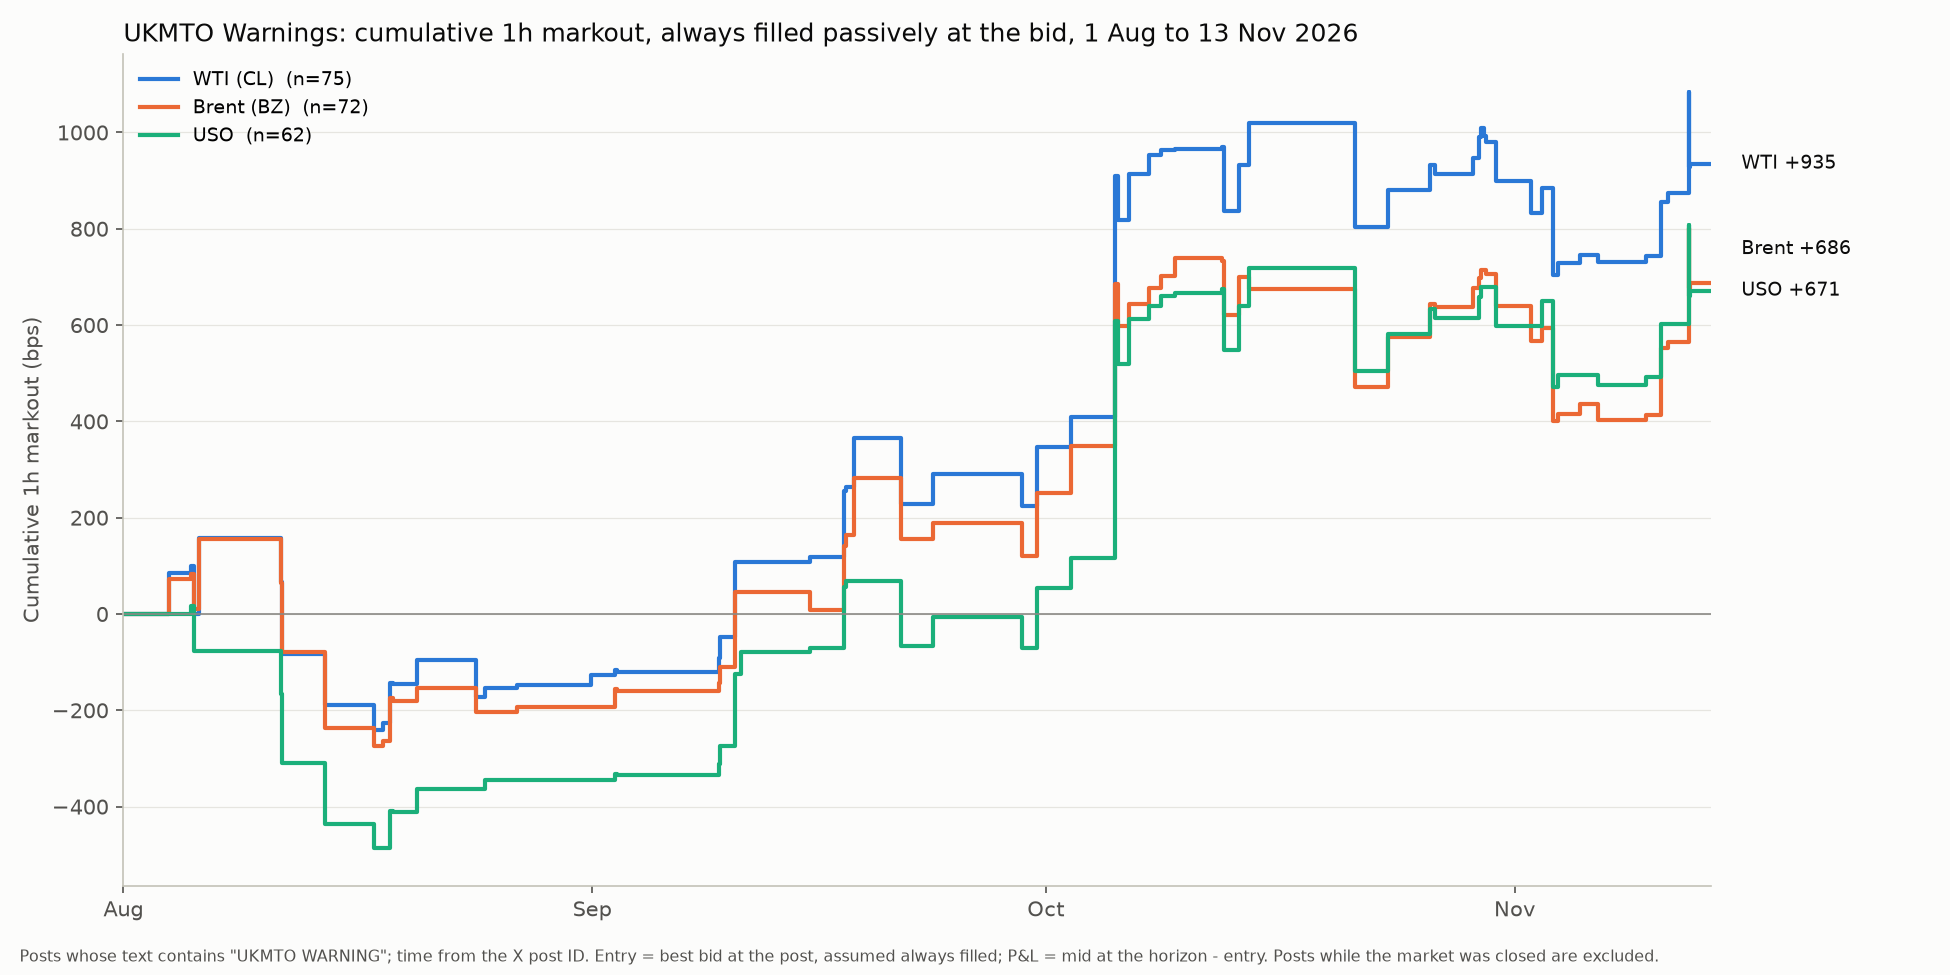 UKMTO Warnings: cumulative 1h markout, always filled passively at the bid, 1 Aug to 13 Nov 2026
WTI (CL) (n=75)
Brent (BZ) (n=72)
USO (n=62)
Cumulative 1h markout (bps)
1000
800
600
400
200
0
−200
−400
WTI +935
Brent +686
USO +671
Aug
Sep
Oct
Nov
Posts whose text contains "UKMTO WARNING"; time from the X post ID. Entry = best bid at the post, assumed always filled; P&L = mid at the horizon - entry. Posts while the market was closed are excluded.